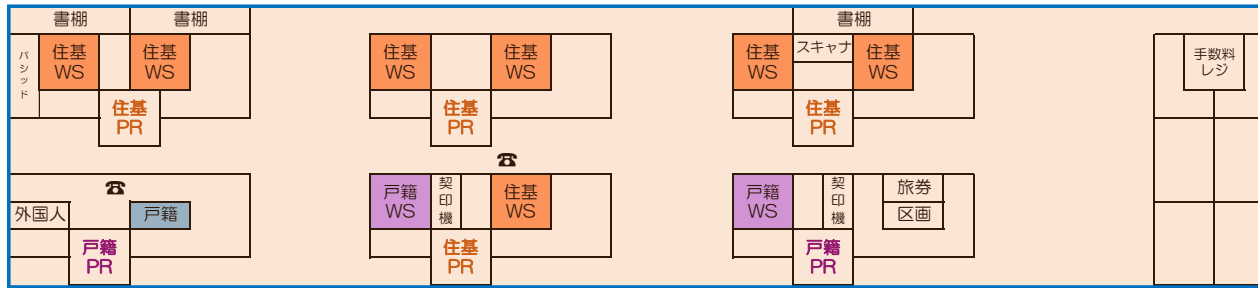 書棚
書棚
書棚
パシッド
住基
WS
住基
WS
住基
WS
住基
WS
住基
WS
スキャナ
住基
WS
手数料
レジ
住基
PR
住基
PR
住基
PR
☎
☎
外国人
戸籍
戸籍
WS
契印機
住基
WS
戸籍
WS
契印機
旅券
区画
戸籍
PR
住基
PR
戸籍
PR